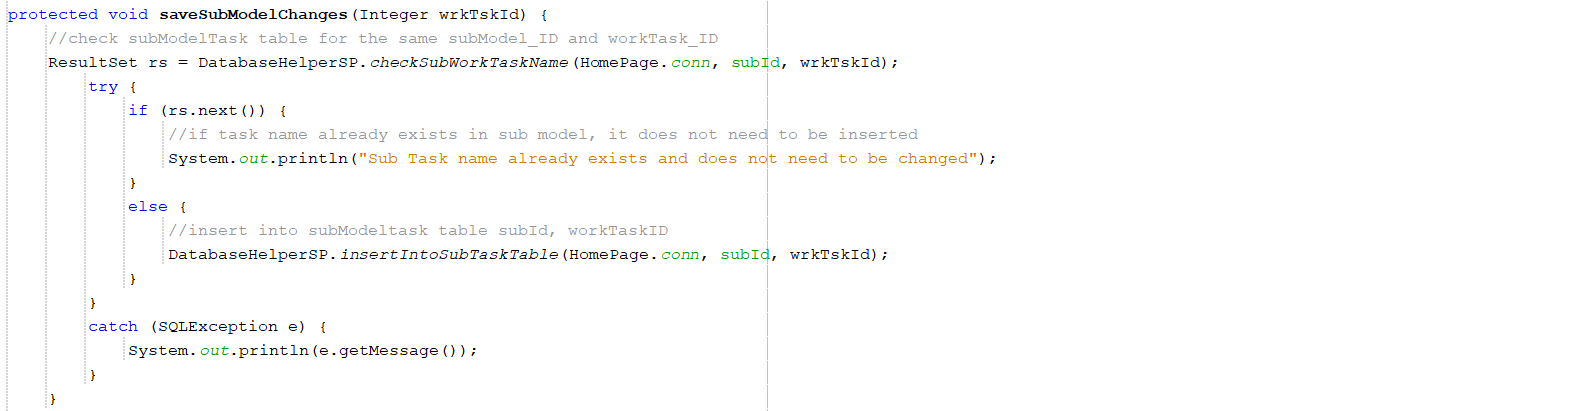 protected void saveSubModelChanges(Integer wrkTskId) {
//check subModelTask table for the same subModel_ID and workTask_ID
ResultSet rs = DatabaseHelperSP.checkSubWorkTaskName(HomePage.conn, subId, wrkTskId);
try {
if (rs.next()) {
//if task name already exists in sub model, it does not need to be inserted
System.out.println("Sub Task name already exists and does not need to be changed");
}
else {
//insert into subModeltask table subId, workTaskID
DatabaseHelperSP.insertIntoSubTaskTable(HomePage.conn, subId, wrkTskId);
}
}
catch (SQLException e) {
System.out.println(e.getMessage());
}
}